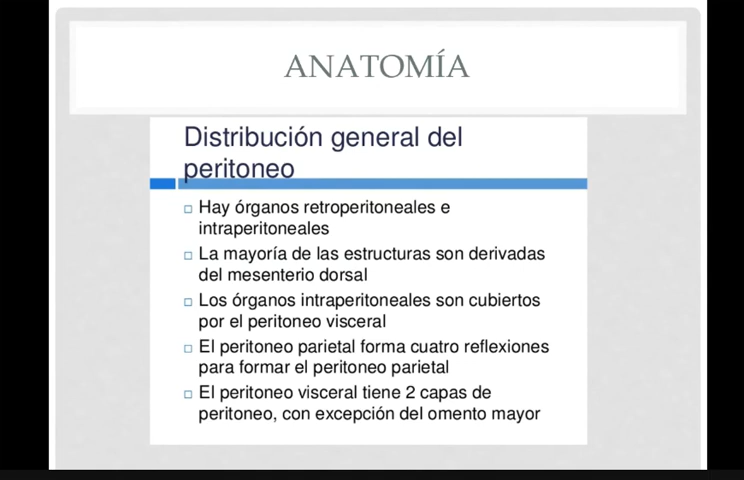 ANATOMÍA
Distribución general del
peritoneo
Hay órganos retroperitoneales e
intraperitoneales
La mayoría de las estructuras son derivadas
del mesenterio dorsal
Los órganos intraperitoneales son cubiertos
por el peritoneo visceral
El peritoneo parietal forma cuatro reflexiones
para formar el peritoneo parietal
El peritoneo visceral tiene 2 capas de
peritoneo, con excepción del omento mayor